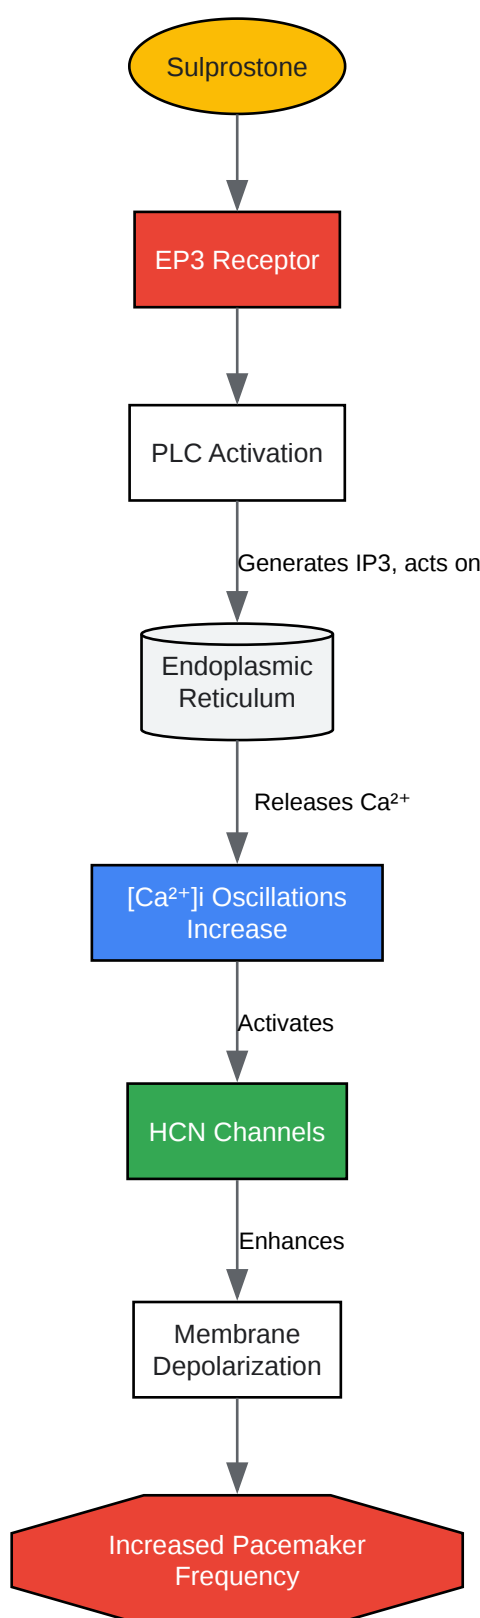 Sulprostone
EP3 Receptor
PLC Activation
Generates IP3, acts on
Endoplasmic
Reticulum
Releases Ca²⁺
[Ca²⁺]i Oscillations
Increase
Activates
HCN Channels
Enhances
Membrane
Depolarization
Increased Pacemaker
Frequency